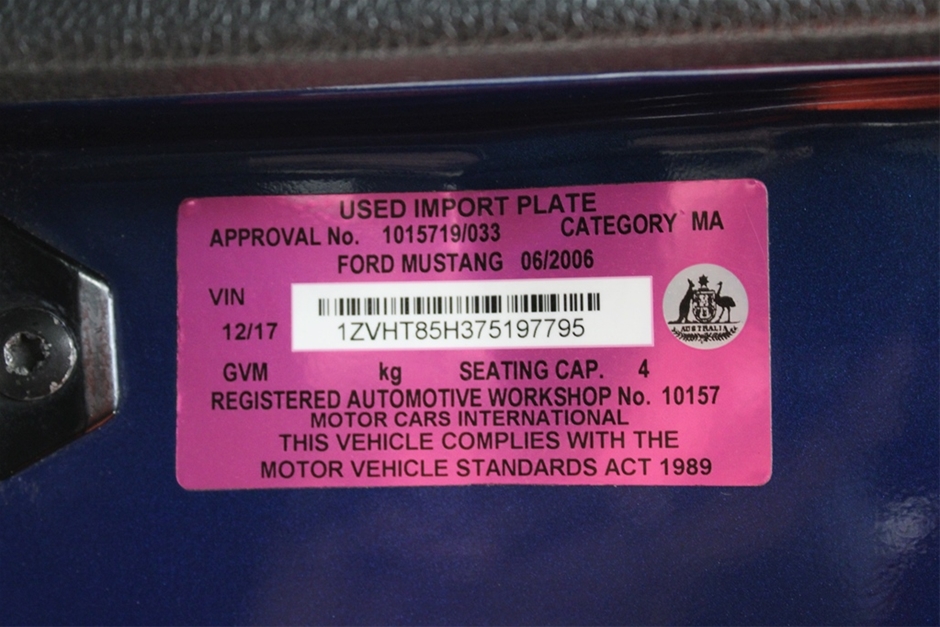 USED IMPORT PLATE
APPROVAL No. 1015719/033 CATEGORY MA
FORD MUSTANG 06/2006
VIN
12/17 1ZVHT85H375197795
AUSTRALIA
GVM kg SEATING CAP. 4
REGISTERED AUTOMOTIVE WORKSHOP No. 10157
MOTOR CARS INTERNATIONAL
THIS VEHICLE COMPLIES WITH THE
MOTOR VEHICLE STANDARDS ACT 1989